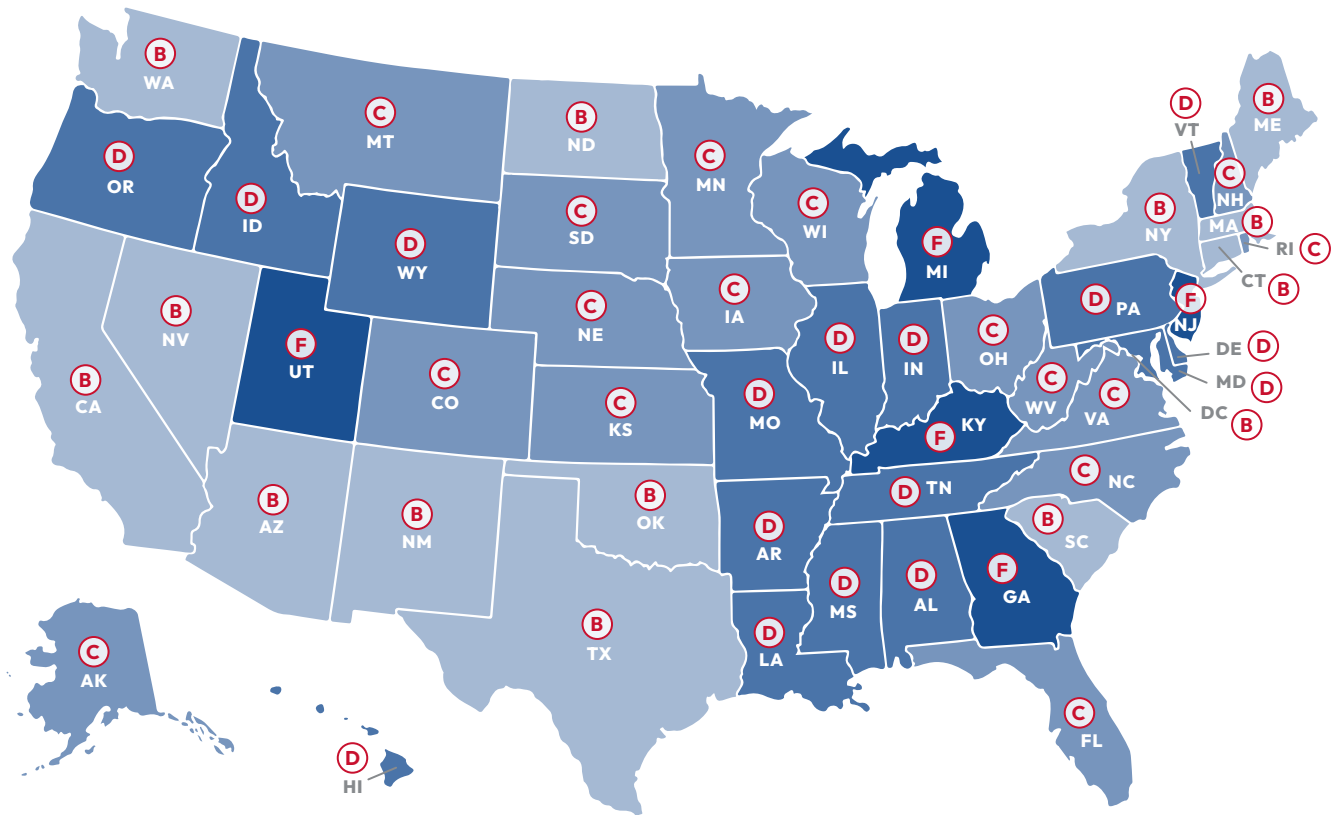 B
WA
D
OR
B
CA
B
NV
D
ID
C
MT
D
WY
F
UT
C
CO
B
AZ
B
NM
B
ND
C
SD
C
NE
C
KS
B
OK
B
TX
C
MN
C
IA
D
MO
D
AR
D
LA
C
WI
D
IL
D
IN
F
MI
C
OH
KY
F
D TN
D
MS
D
AL
F
GA
C
FL
B
SC
C NC
C
VA
C
WV
D PA
B
NY
D
VT
C
NH
B
ME
MA B
RI C
CT B
F
NJ
DE D
MD D
DC B
C
AK
D
HI